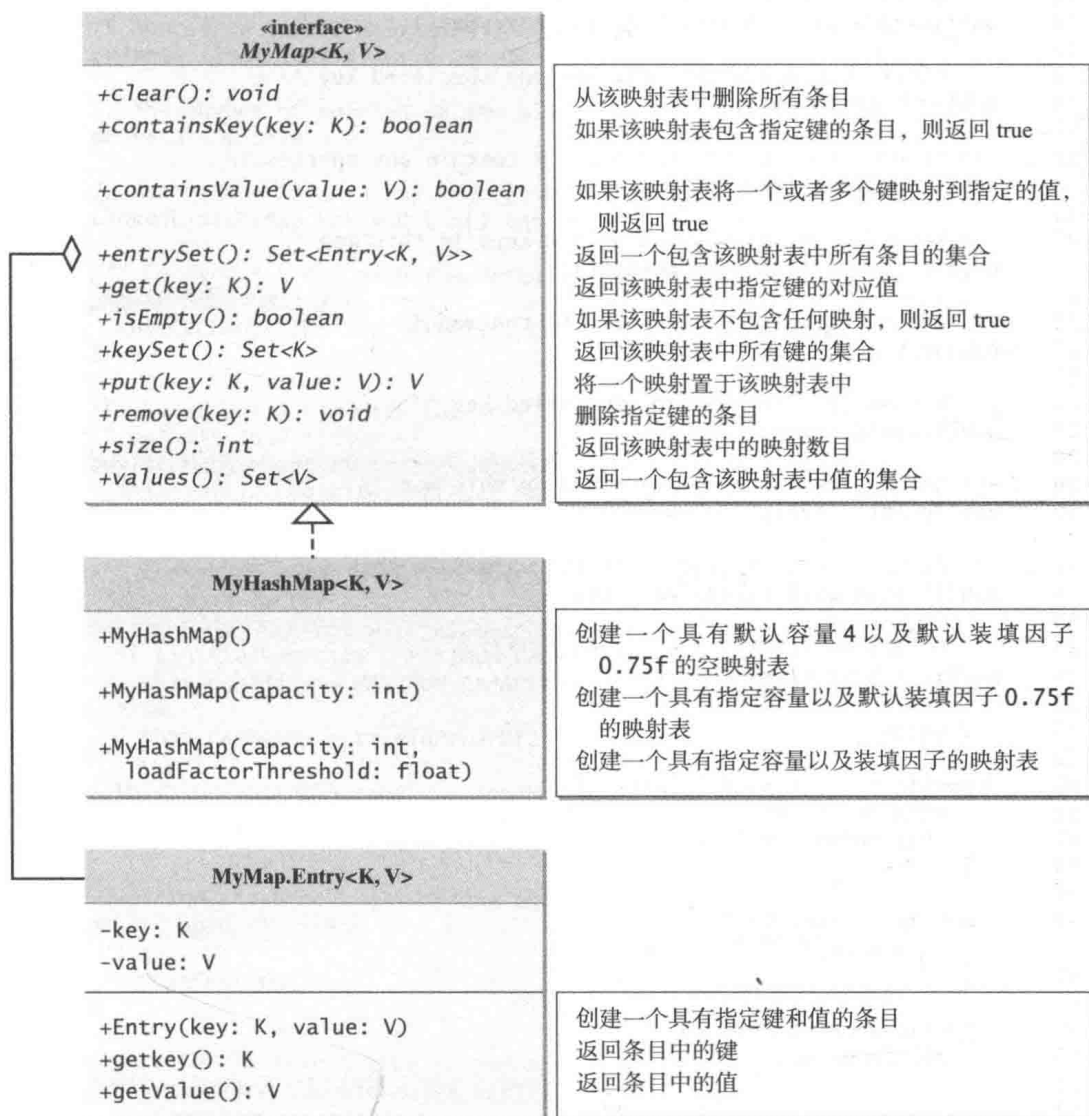 «interface»
MyMap<K, V>
+clear(): void
+containsKey(key: K): boolean
+containsValue(value: V): boolean
+entrySet(): Set<Entry<K, V>>
+get(key: K): V
+isEmpty(): boolean
+keySet(): Set<K>
+put(key: K, value: V): V
+remove(key: K): void
+size(): int
+values(): Set<V>
从该映射表中删除所有条目
如果该映射表包含指定键的条目，则返回 true
如果该映射表将一个或者多个键映射到指定的值，
则返回 true
返回一个包含该映射表中所有条目的集合
返回该映射表中指定键的对应值
如果该映射表不包含任何映射，则返回 true
返回该映射表中所有键的集合
将一个映射置于该映射表中
删除指定键的条目
返回该映射表中的映射数目
返回一个包含该映射表中值的集合
MyHashMap<K, V>
+MyHashMap()
+MyHashMap(capacity: int)
+MyHashMap(capacity: int,
loadFactorThreshold: float)
创建一个具有默认容量 4 以及默认装填因子
0.75f 的空映射表
创建一个具有指定容量以及默认装填因子 0.75f
的映射表
创建一个具有指定容量以及装填因子的映射表
MyMap.Entry<K, V>
-key: K
-value: V
+Entry(key: K, value: V)
+getkey(): K
+getValue(): V
创建一个具有指定键和值的条目
返回条目中的键
返回条目中的值